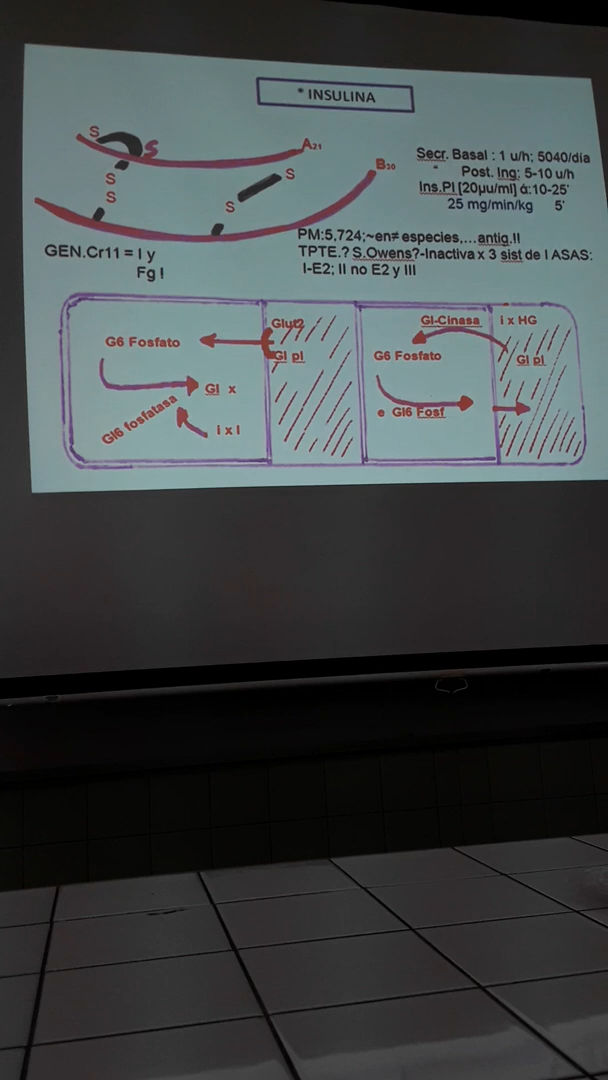 * INSULINA
S
S
A21
S
S
S
S
B30
Secr. Basal : 1 u/h; 5040/día
" Post. Ing: 5-10 u/h
Ins.Pl [20µu/ml] á:10-25'
25 mg/min/kg 5'
PM:5,724;~en≠ especies,...antig.II
TPTE.? S.Owens?-Inactiva x 3 sist de I ASAS:
I-E2; II no E2 y III
GEN.Cr11 = I y
Fg I
G6 Fosfato
Glut2
Gl pl
Gl x
Gl6 fosfatasa
i x I
Gl-Cinasa
i x HG
G6 Fosfato
Gl pl
e Gl6 Fosf